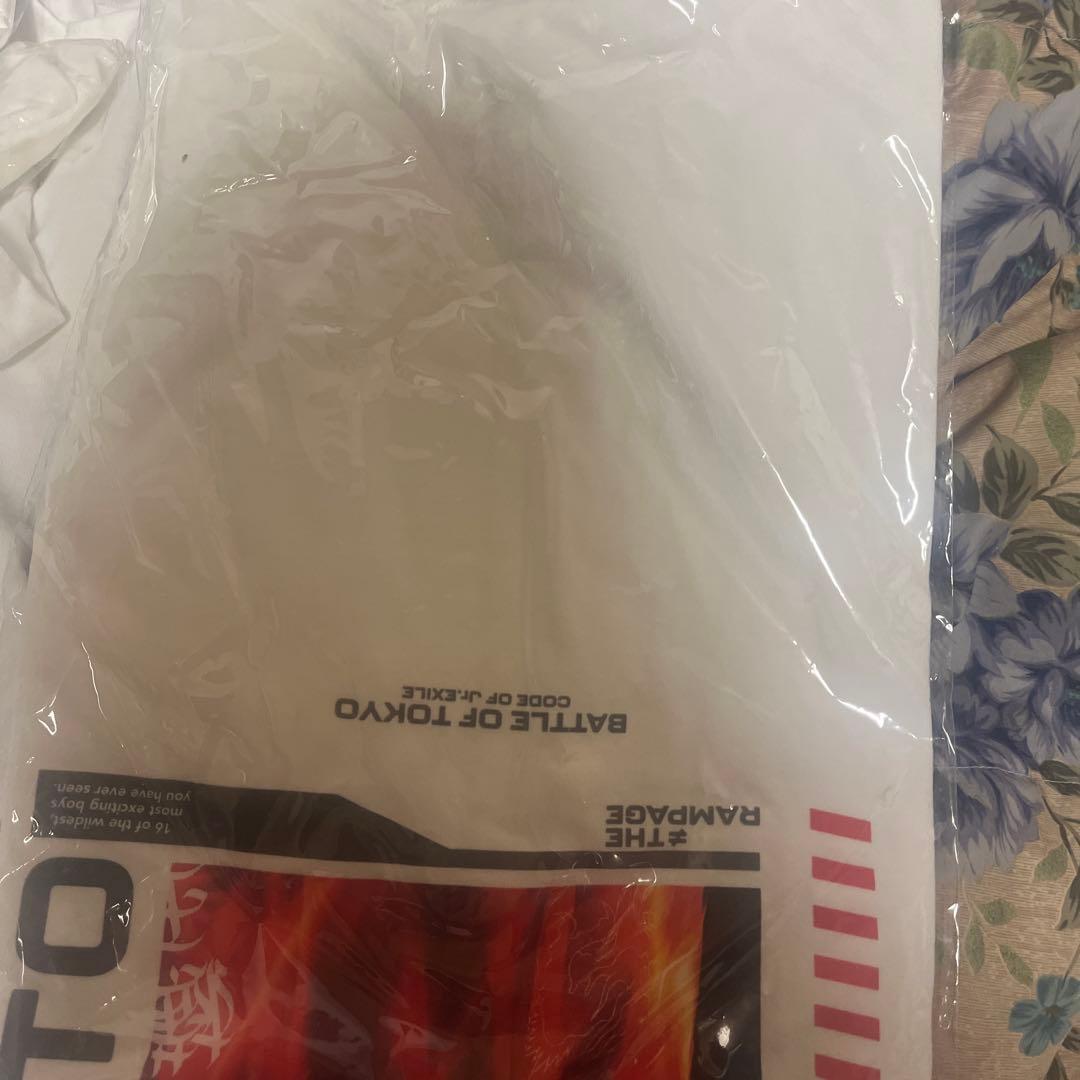 BATTLE OF TOKYO
CODE OF Jr.EXILE
≠THE
RAMPAGE
16 of the wildest,
most exciting boys
you have ever seen.
TO